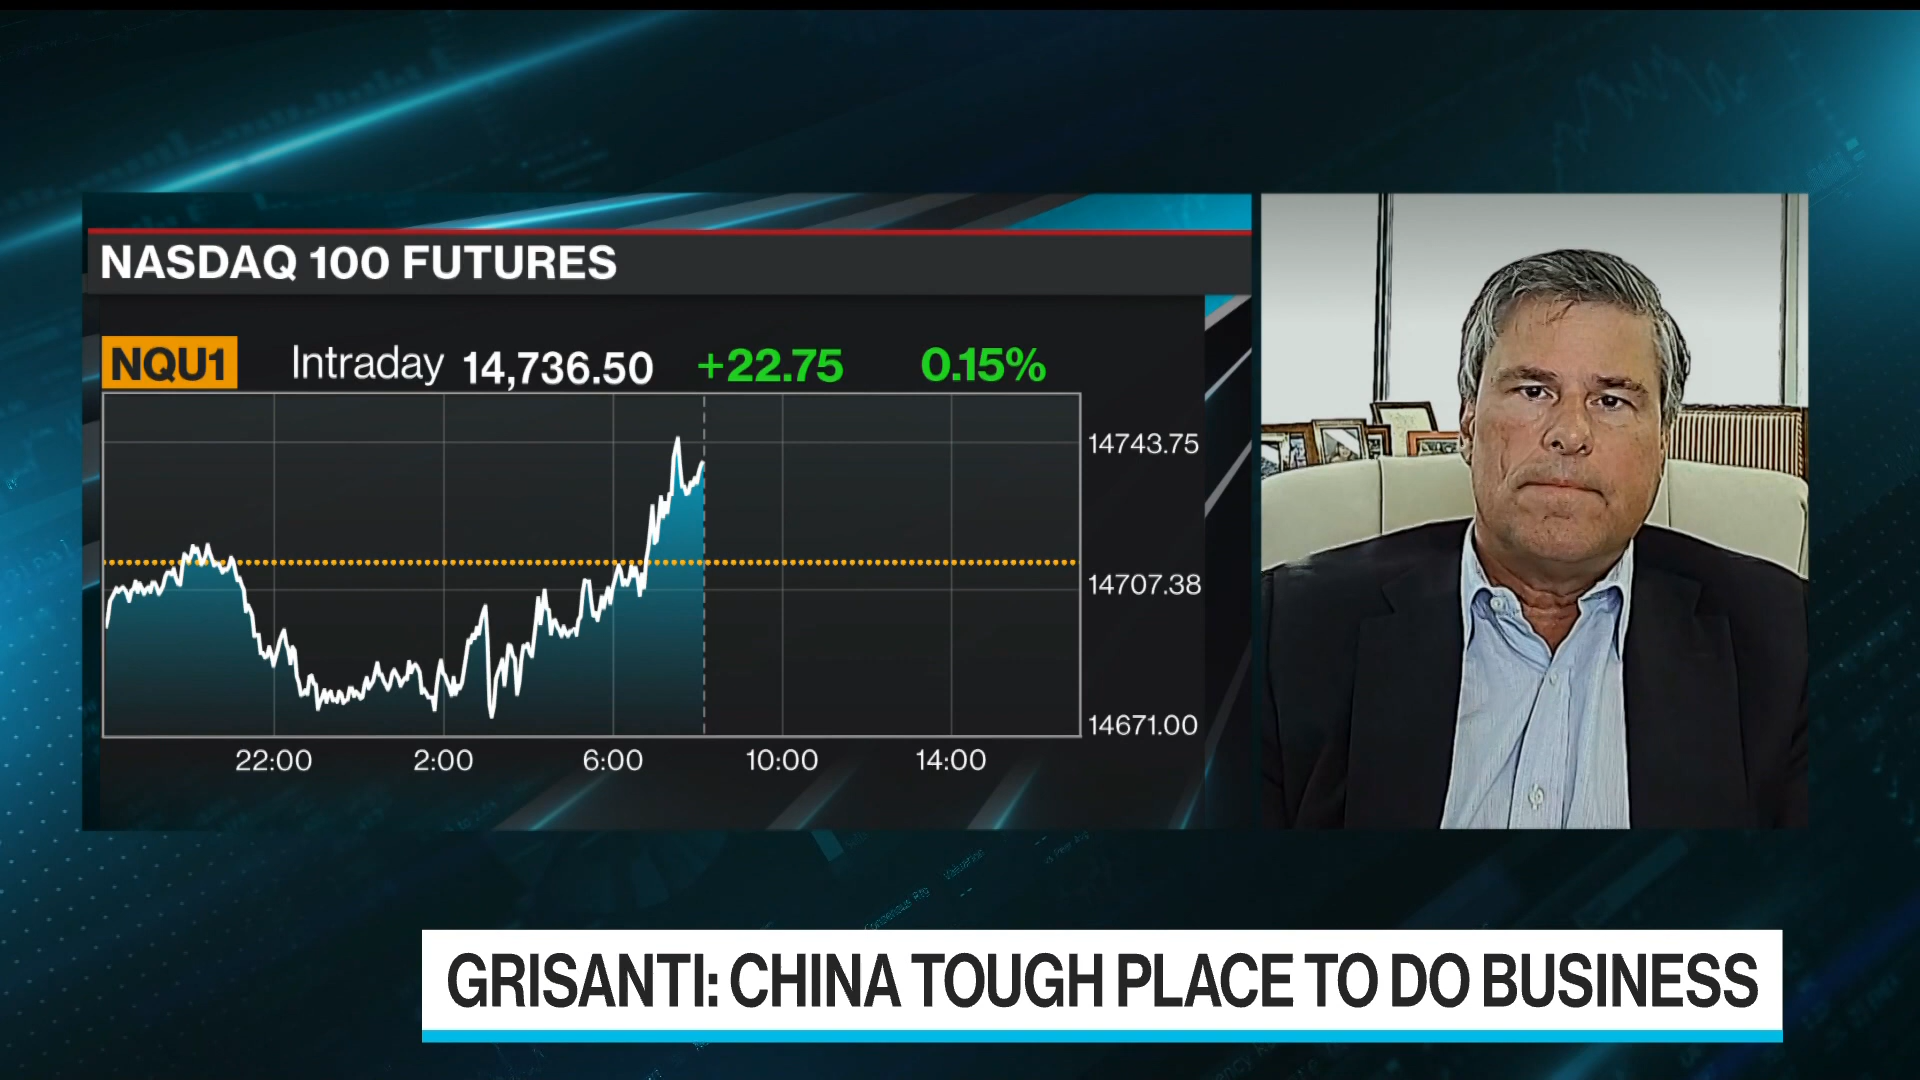 NASDAQ 100 FUTURES
NQU1 Intraday 14,736.50 +22.75 0.15%
14743.75
14707.38
14671.00
22:00 2:00 6:00 10:00 14:00
GRISANTI: CHINA TOUGH PLACE TO DO BUSINESS